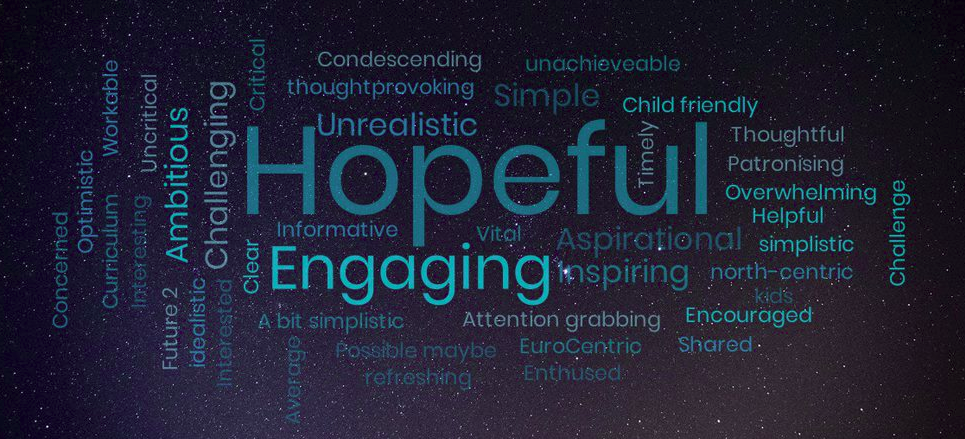 Condescending
unachieveable
thoughtprovoking
Simple
Child friendly
Unrealistic
Hopeful
Timely
Thoughtful
Patronising
Overwhelming
Helpful
Challenge
Critical
Workable
Uncritical
Ambitious
Challenging
Optimistic
Concerned
Curriculum
Interesting
Informative
Vital
Aspirational
simplistic
Clear
Engaging
Inspiring
north-centric
kid's
Future 2
idealistic
Interested
A bit simplistic
Attention grabbing
Encouraged
Average
Possible maybe
EuroCentric
Shared
refreshing
Enthused